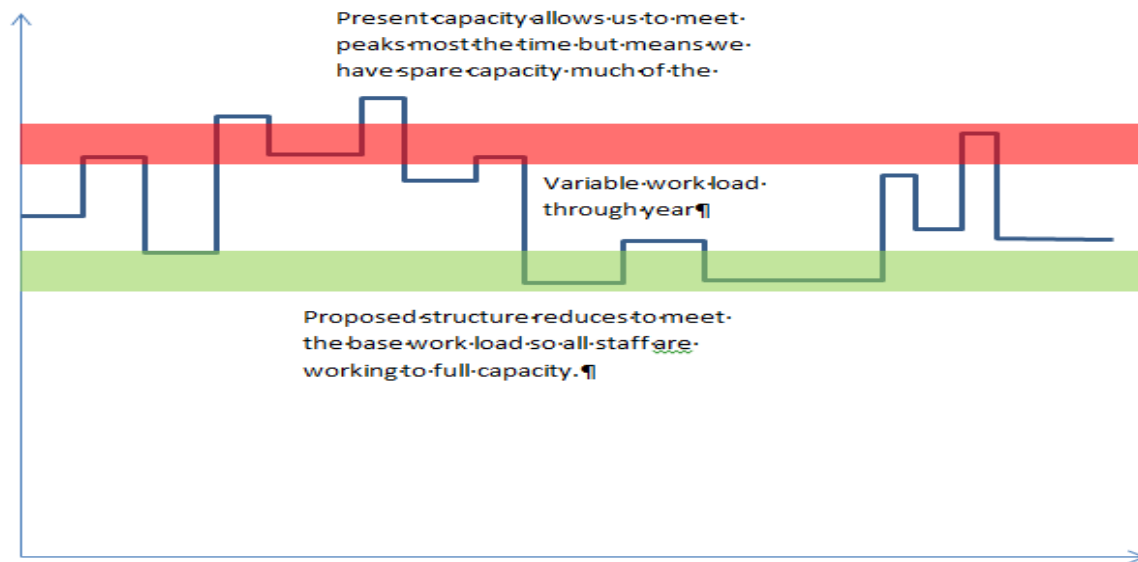 Present capacity allows us to meet
peaks most the time but means we
have spare capacity much of the
Variable work load
through year¶
Proposed structure reduces to meet
the base work load so all staff are
working to full capacity.¶